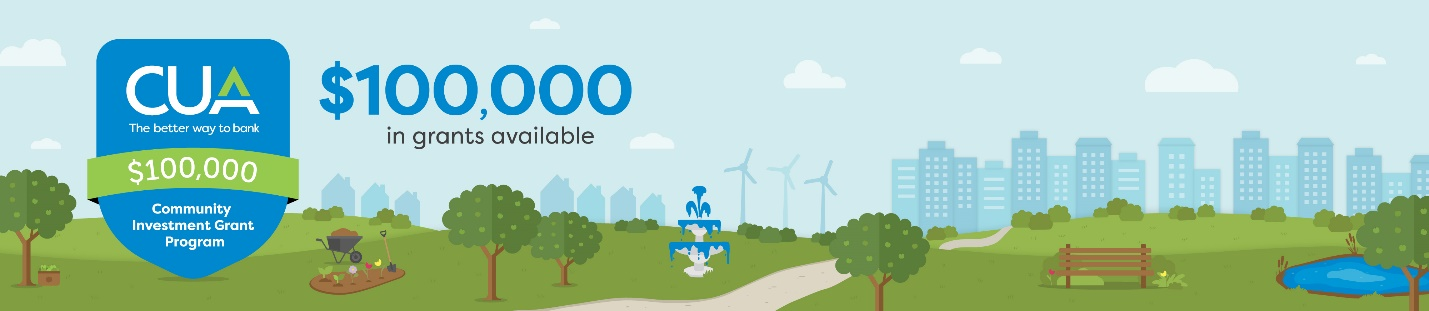 CUA
The better way to bank
$100,000
Community
Investment Grant
Program
$100,000
in grants available